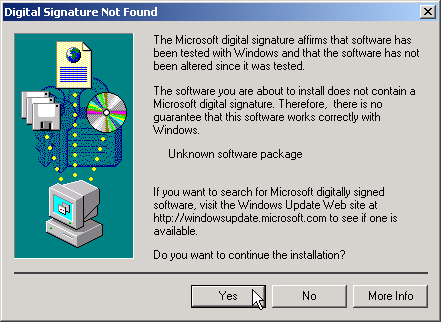 Digital Signature Not Found
The Microsoft digital signature affirms that software has
been tested with Windows and that the software has not
been altered since it was tested.
The software you are about to install does not contain a
Microsoft digital signature. Therefore, there is no
guarantee that this software works correctly with
Windows.
Unknown software package
If you want to search for Microsoft digitally signed
software, visit the Windows Update Web site at
http://windowsupdate.microsoft.com to see if one is
available.
Do you want to continue the installation?
Yes
No
More Info